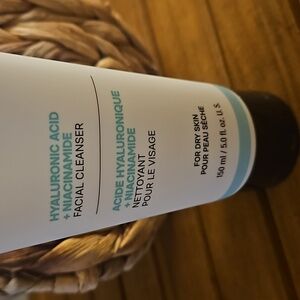 HYALURONIC ACID
+ NIACINAMIDE
FACIAL CLEANSER
ACIDE HYALURONIQUE
+ NIACINAMIDE
NETTOYANT
POUR LE VISAGE
FOR DRY SKIN
POUR PEAU SÈCHE
150 ml / 5.0 fl. oz. U. S.